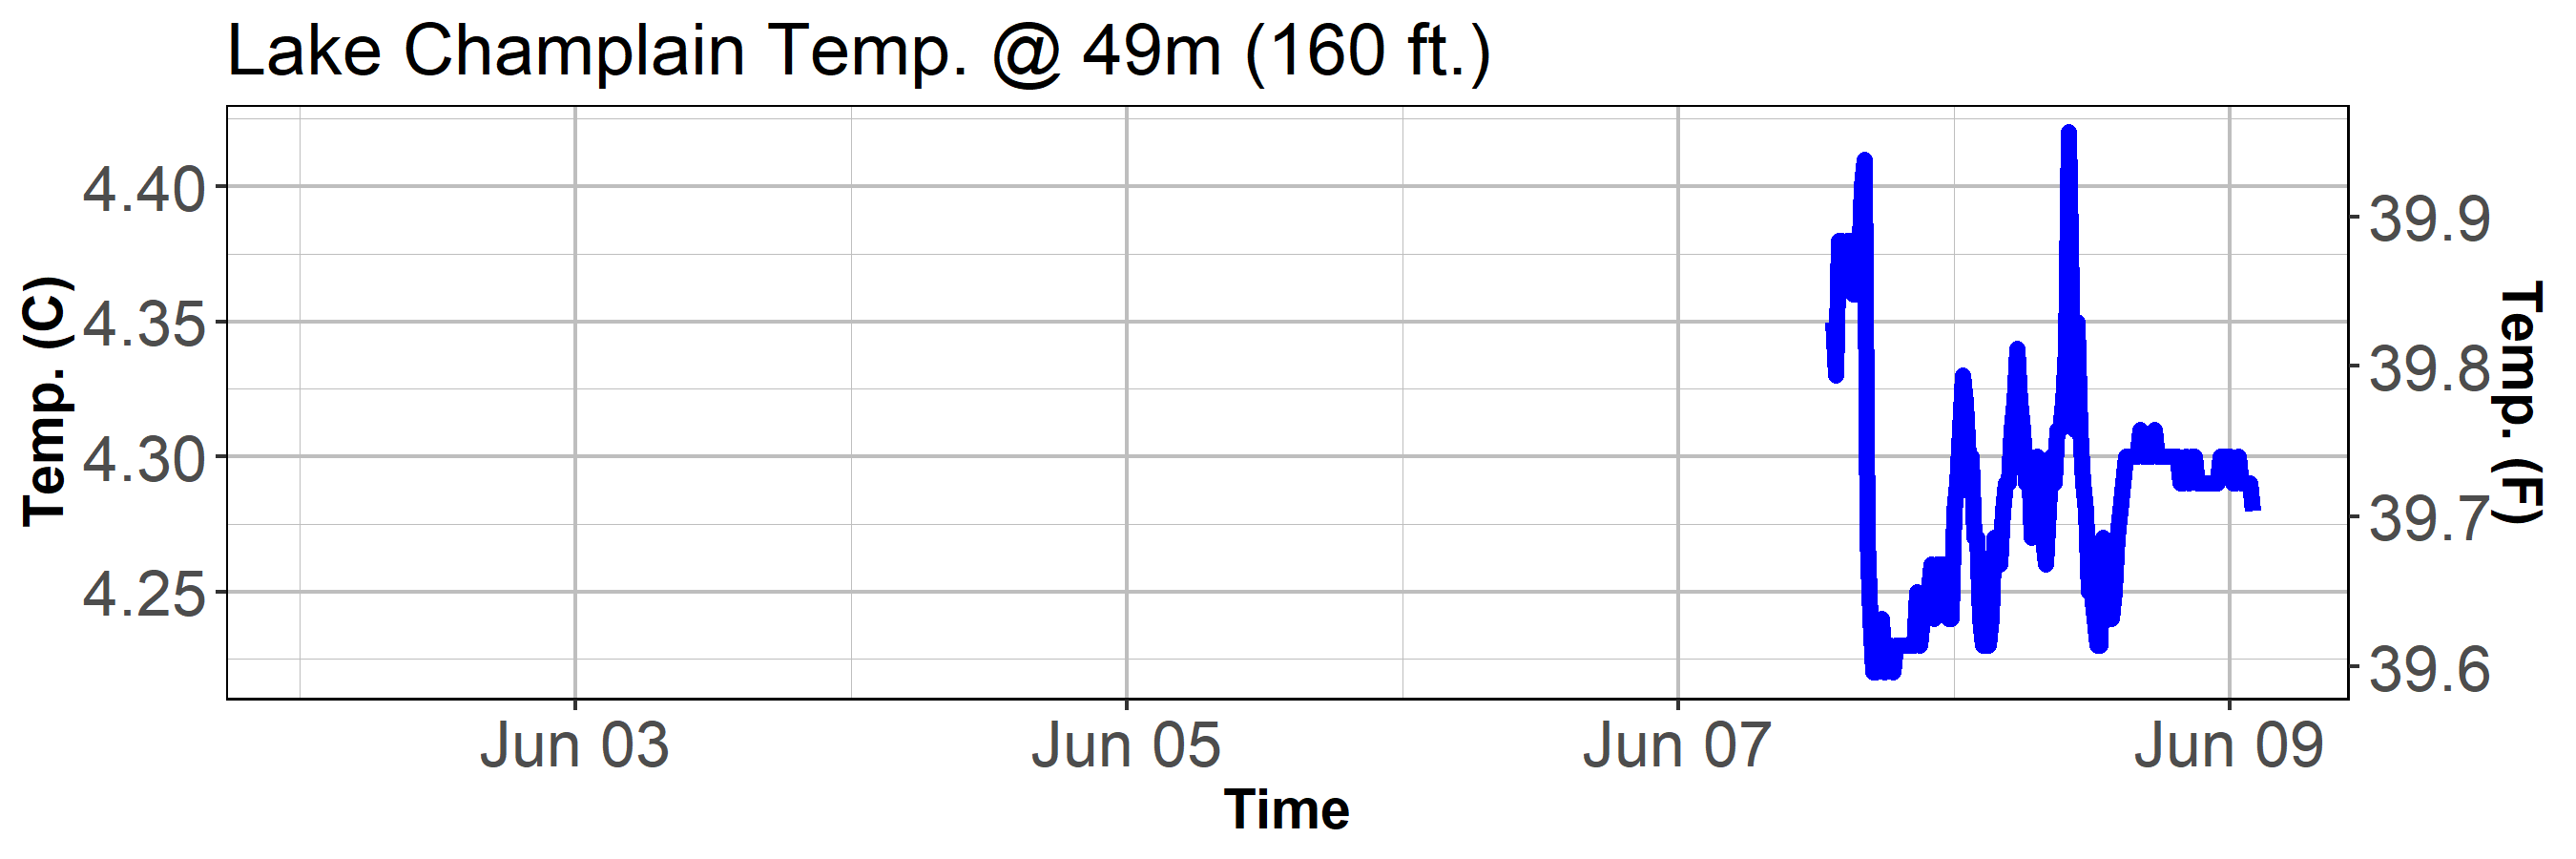 Lake Champlain Temp. @ 49m (160 ft.)
Temp. (C)
4.40
4.35
4.30
4.25
39.9
39.8
39.7
39.6
Temp. (F)
Jun 03 Jun 05 Jun 07 Jun 09
Time